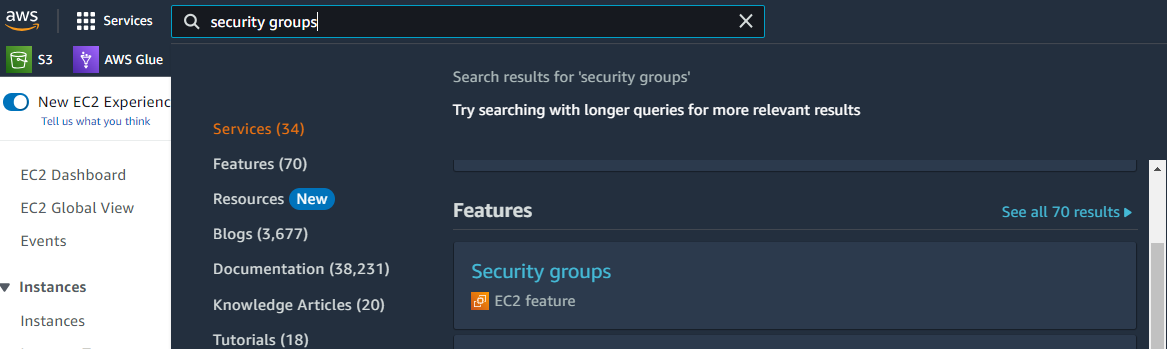 aws
Services
security groups
S3
AWS Glue
New EC2 Experienc
Tell us what you think
EC2 Dashboard
EC2 Global View
Events
Instances
Instances
Services (34)
Features (70)
Resources New
Blogs (3,677)
Documentation (38,231)
Knowledge Articles (20)
Tutorials (18)
Search results for 'security groups'
Try searching with longer queries for more relevant results
Features
See all 70 results
Security groups
EC2 feature